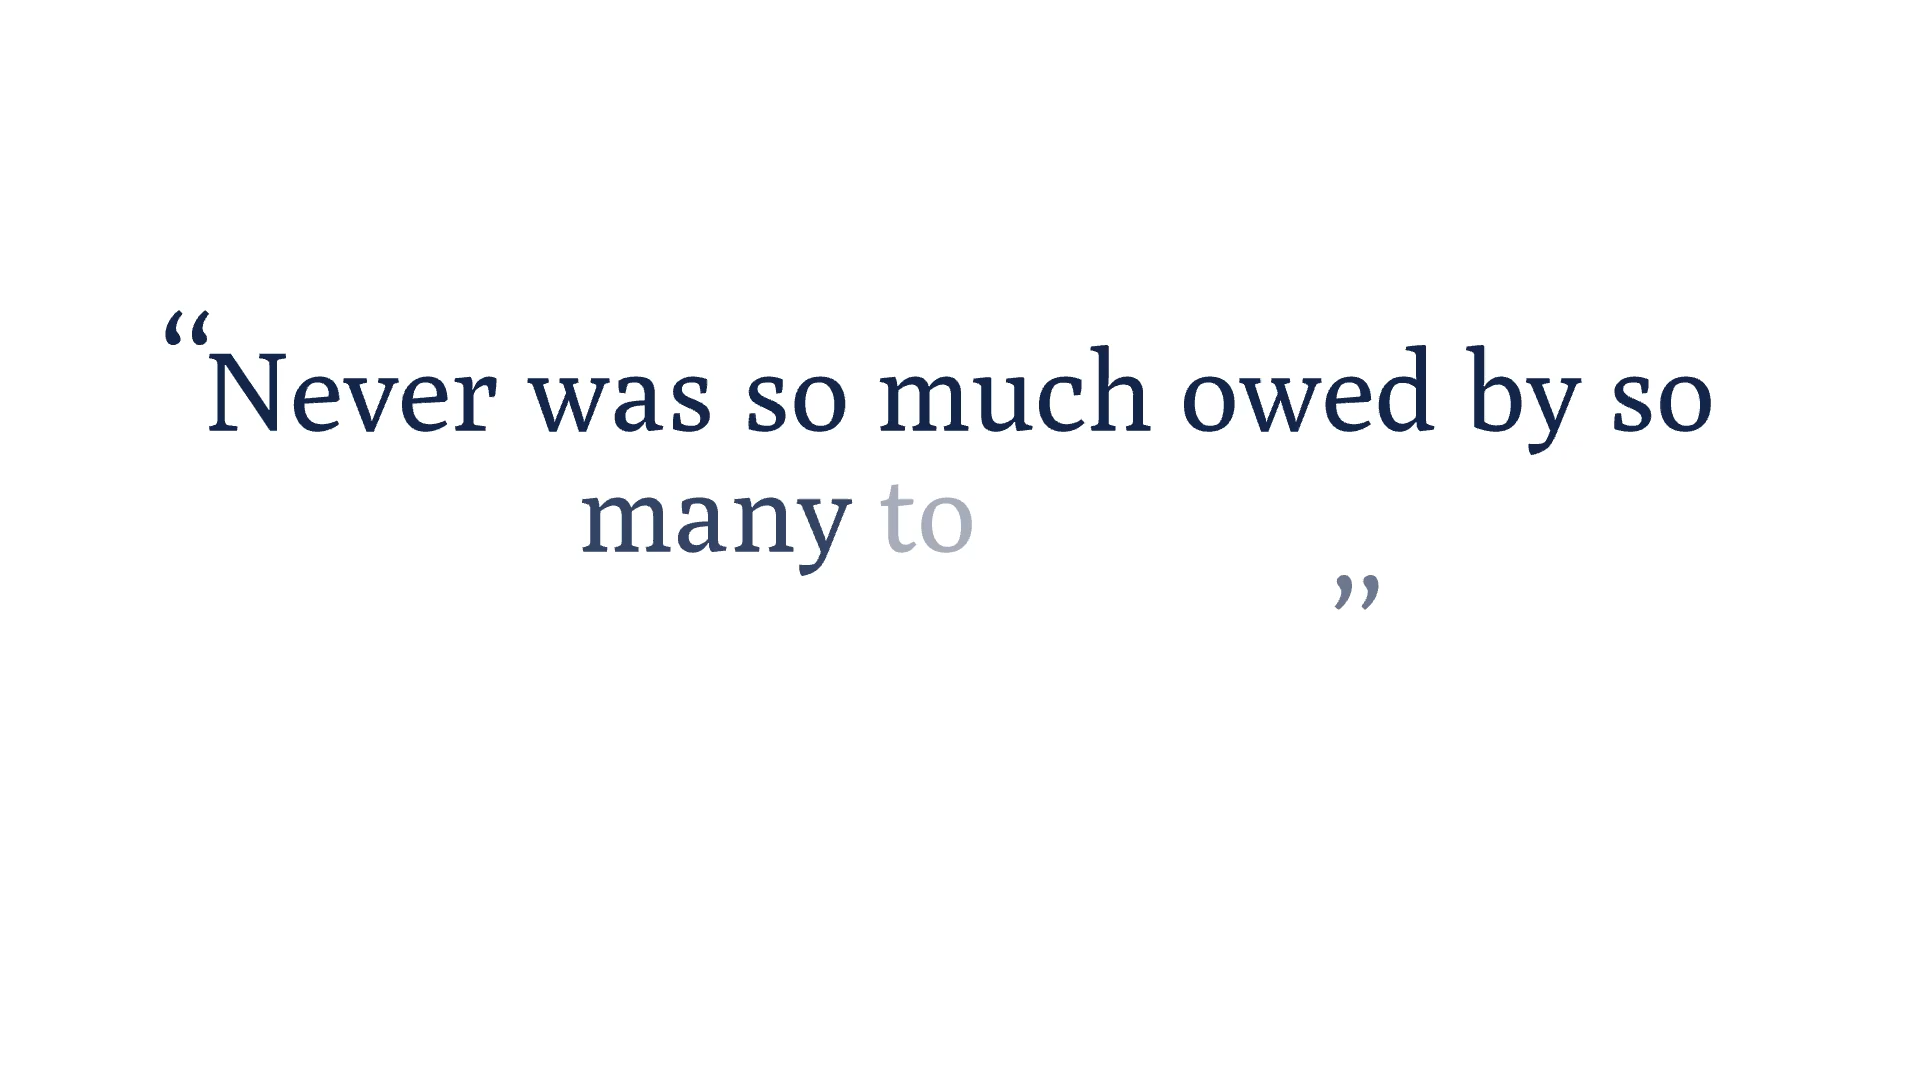 “Never was so much owed by so
many to
”